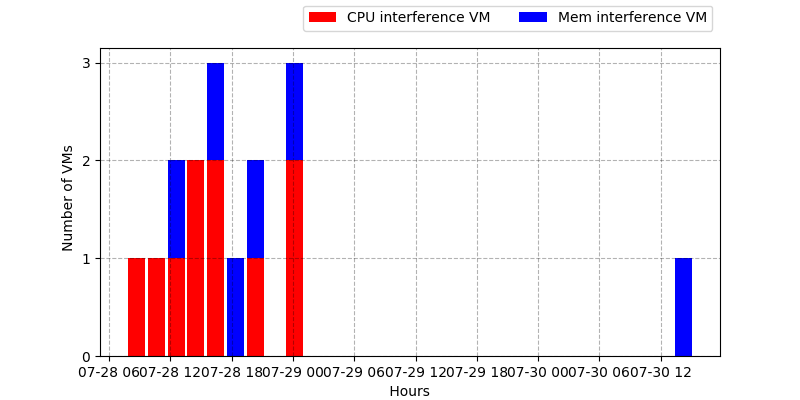 CPU interference VM Mem interference VM
3
2
1
0
Number of VMs
07-28 06 07-28 12 07-28 18 07-29 00 07-29 06 07-29 12 07-29 18 07-30 00 07-30 06 07-30 12
Hours